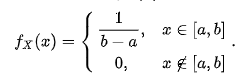 f_X(x) = { 1/(b − a), x ∈ [a, b]
0, x ∉ [a, b] .